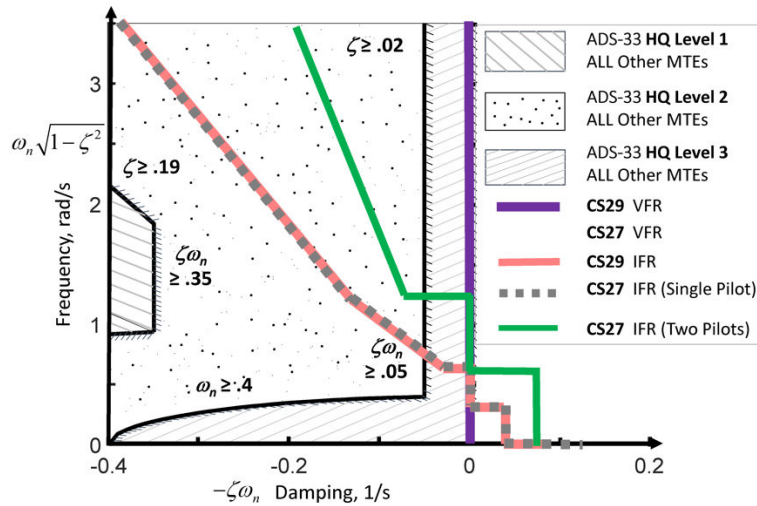 3
2
1
0
ωₙ√1 − ζ²
Frequency, rad/s
ζ ≥ .02
ζ ≥ .19
ζωₙ
≥ .35
ζωₙ
≥ .05
ωₙ ≥ .4
-0.4
-0.2
0
0.2
−ζωₙ Damping, 1/s
ADS-33 HQ Level 1
ALL Other MTEs
ADS-33 HQ Level 2
ALL Other MTEs
ADS-33 HQ Level 3
ALL Other MTEs
CS29 VFR
CS27 VFR
CS29 IFR
CS27 IFR (Single Pilot)
CS27 IFR (Two Pilots)